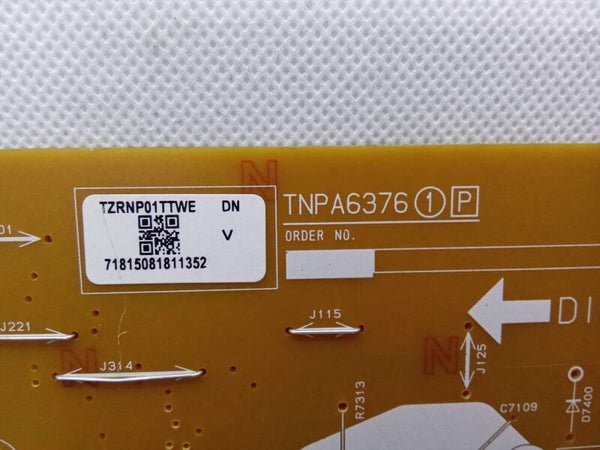 TZRNP01TTWE DN
V
71815081811352
N
TNPA6376 1 P
ORDER NO.
01
J221
J314
N
J115
DI
J125
N
R7313
C7109
D7400